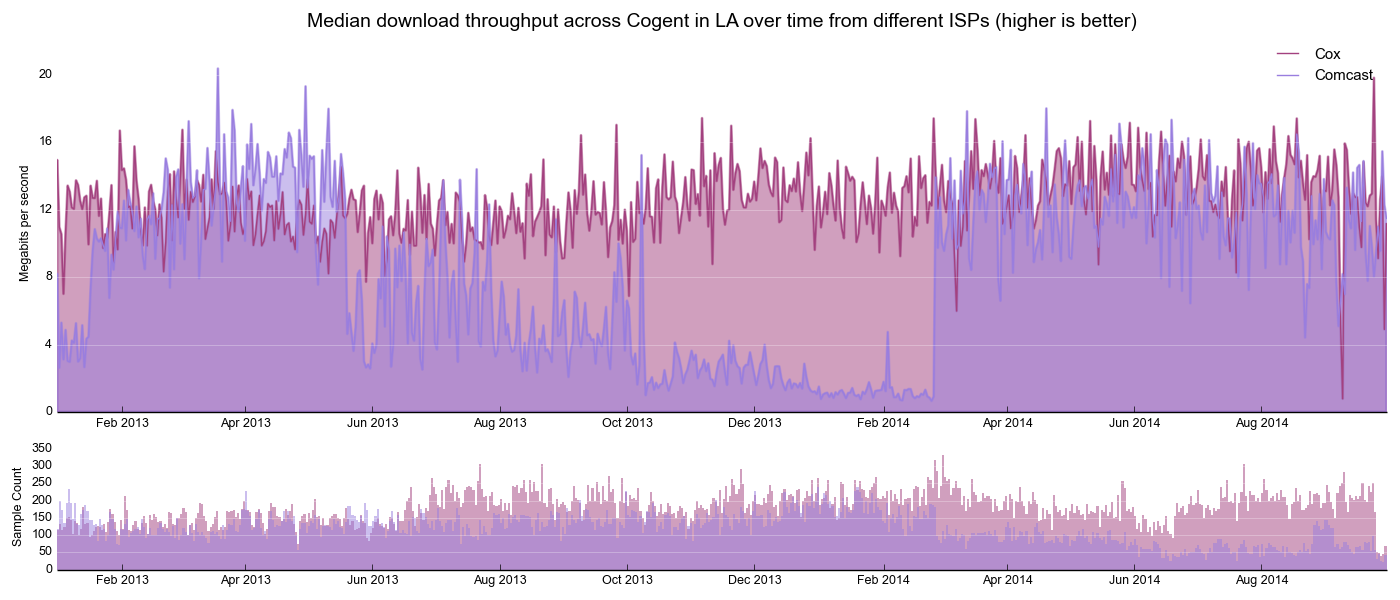 Median download throughput across Cogent in LA over time from different ISPs (higher is better)
Cox
Comcast
Megabits per second
20
16
12
8
4
0
Feb 2013 Apr 2013 Jun 2013 Aug 2013 Oct 2013 Dec 2013 Feb 2014 Apr 2014 Jun 2014 Aug 2014
Sample Count
350
300
250
200
150
100
50
0
Feb 2013 Apr 2013 Jun 2013 Aug 2013 Oct 2013 Dec 2013 Feb 2014 Apr 2014 Jun 2014 Aug 2014